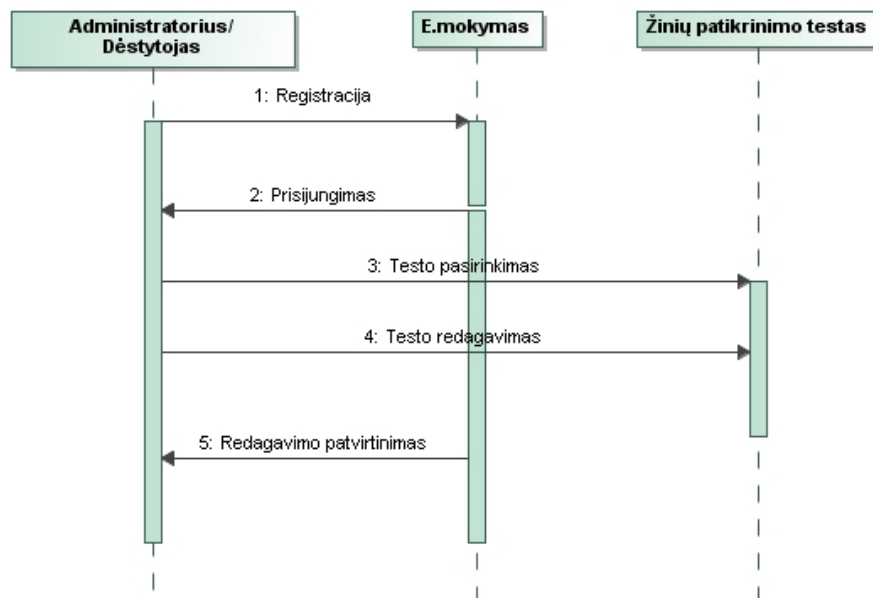 Administratorius/
Dėstytojas
E.mokymas
Žinių patikrinimo testas
1: Registracija
2: Prisijungimas
3: Testo pasirinkimas
4: Testo redagavimas
5: Redagavimo patvirtinimas